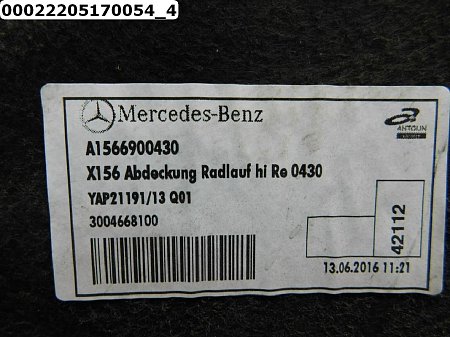 00022205170054_4
Mercedes-Benz
ANTOLIN
A1566900430
X156 Abdeckung Radlauf hi Re 0430
YAP21191/13 Q01
3004668100
42112
13.06.2016 11:21